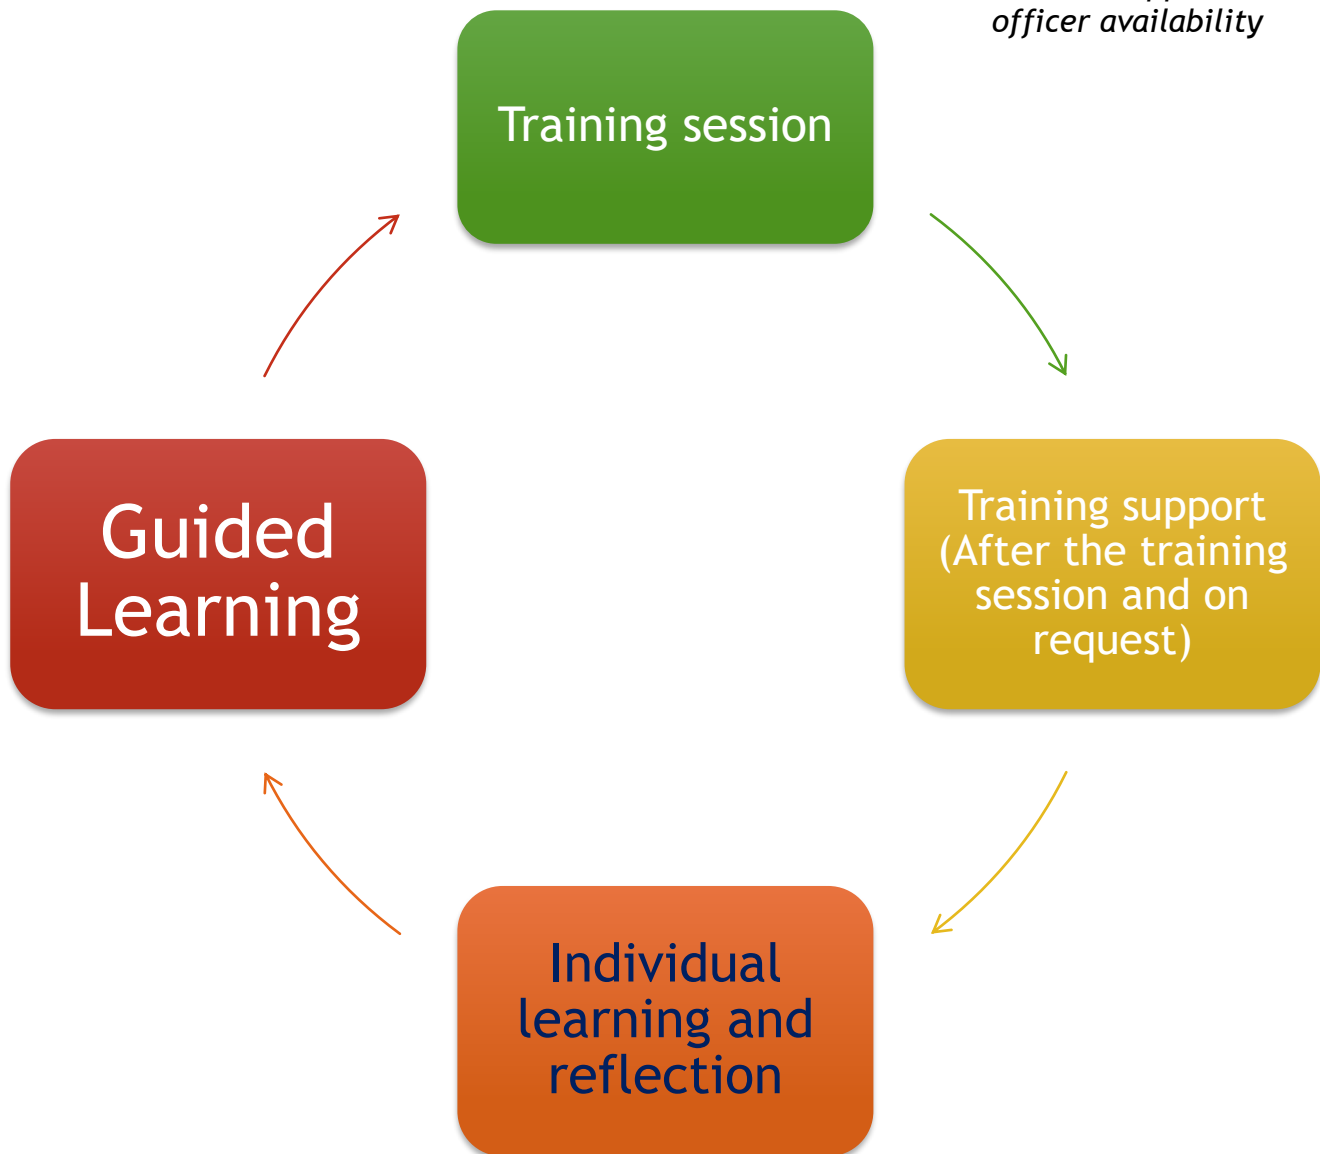 officer availability
Training session
Guided
Learning
Training support
(After the training
session and on
request)
Individual
learning and
reflection